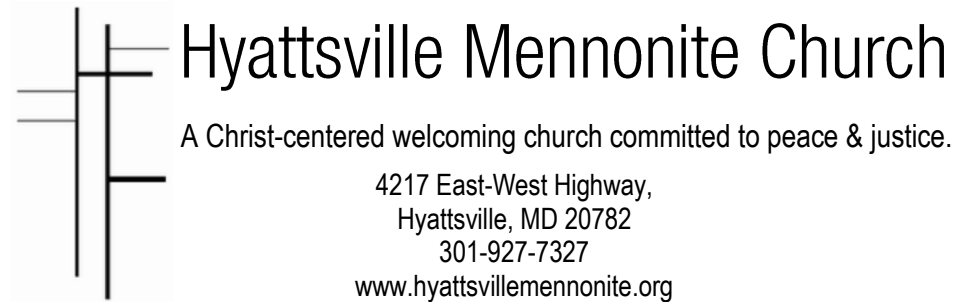 Hyattsville Mennonite Church
A Christ-centered welcoming church committed to peace & justice.
4217 East-West Highway,
Hyattsville, MD 20782
301-927-7327
www.hyattsvillemennonite.org